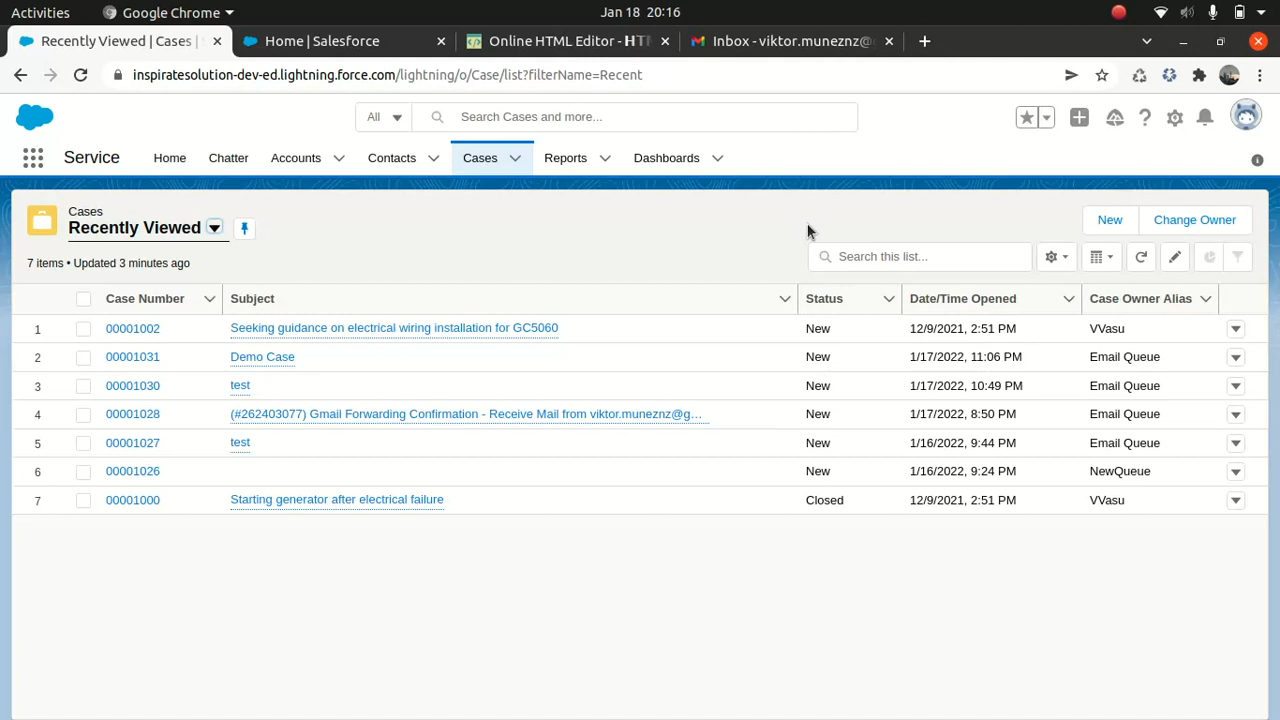 Activities Google Chrome Jan 18 20:16
Recently Viewed | Cases | Home | Salesforce Online HTML Editor - HT Inbox - viktor.muneznz@
inspiratesolution-dev-ed.lightning.force.com/lightning/o/Case/list?filterName=Recent
All Search Cases and more...
Service Home Chatter Accounts Contacts Cases Reports Dashboards
Cases
Recently Viewed
New Change Owner
7 items • Updated 3 minutes ago
Search this list...
Case Number Subject Status Date/Time Opened Case Owner Alias
1 00001002 Seeking guidance on electrical wiring installation for GC5060 New 12/9/2021, 2:51 PM VVasu
2 00001031 Demo Case New 1/17/2022, 11:06 PM Email Queue
3 00001030 test New 1/17/2022, 10:49 PM Email Queue
4 00001028 (#262403077) Gmail Forwarding Confirmation - Receive Mail from viktor.muneznz@g... New 1/17/2022, 8:50 PM Email Queue
5 00001027 test New 1/16/2022, 9:44 PM Email Queue
6 00001026 New 1/16/2022, 9:24 PM NewQueue
7 00001000 Starting generator after electrical failure Closed 12/9/2021, 2:51 PM VVasu